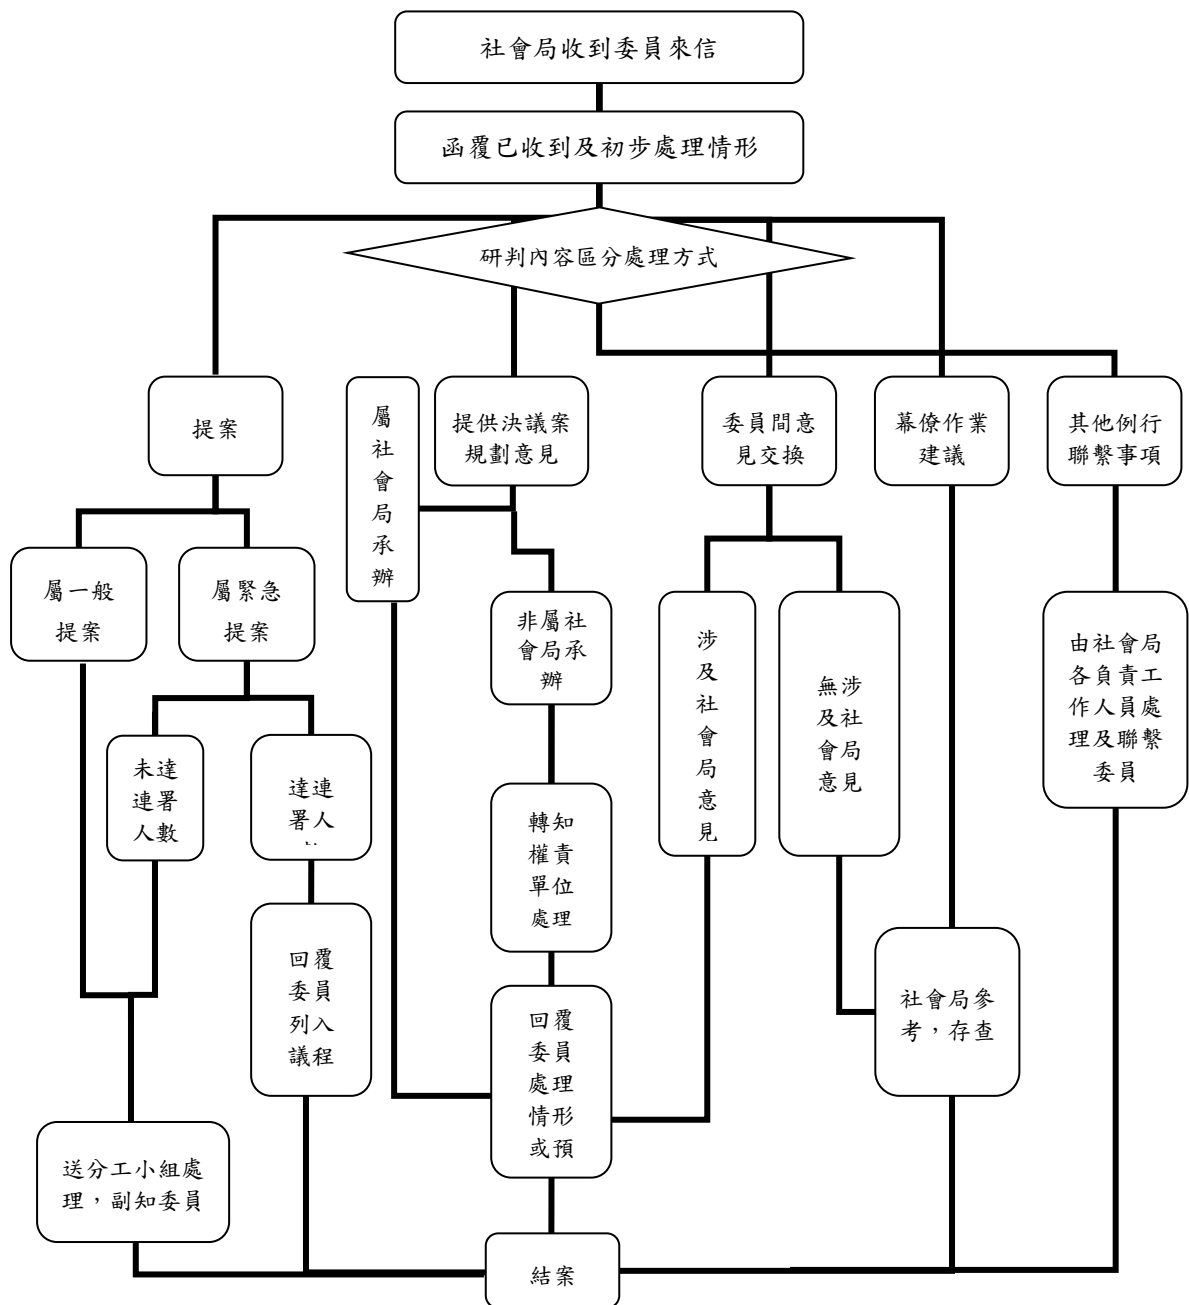 社會局收到委員來信
函覆已收到及初步處理情形
研判內容區分處理方式
提案
屬
社
會
局
承
辦
提供決議案
規劃意見
委員間意
見交換
幕僚作業
建議
其他例行
聯繫事項
屬一般
提案
屬緊急
提案
非屬社
會局承
辦
涉
及
社
會
局
意
見
無涉
及社
會局
意見
由社會局
各負責工
作人員處
理及聯繫
委員
未達
連署
人數
達連
署人
轉知
權責
單位
處理
回覆
委員
列入
議程
社會局參
考，存查
回覆
委員
處理
情形
或預
送分工小組處
理，副知委員
結案